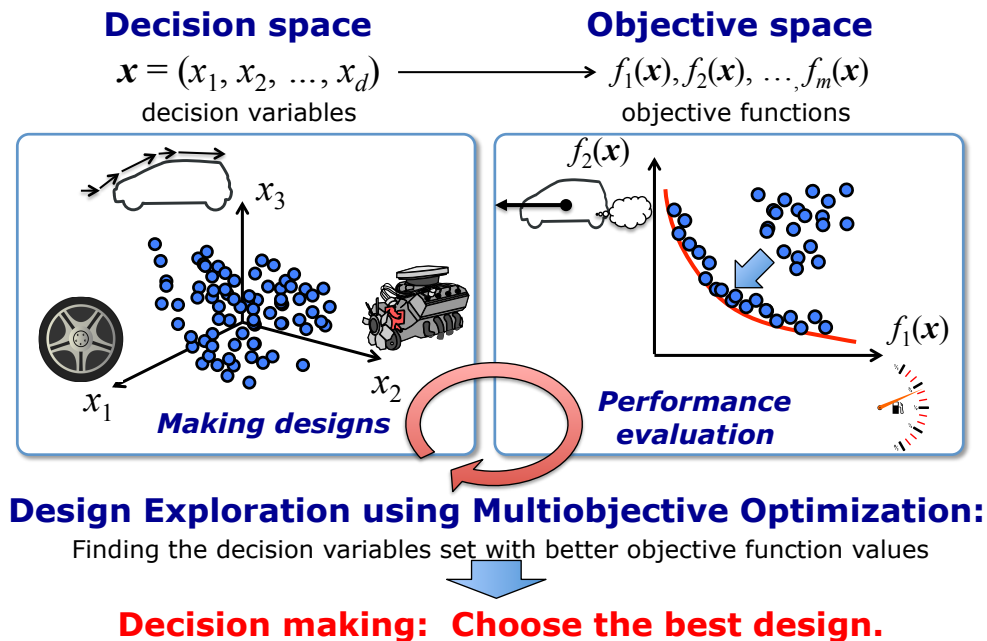 Decision space
Objective space
x = (x1, x2, ..., xd)
f1(x), f2(x), ...,fm(x)
decision variables
objective functions
x3
x1
x2
Making designs
f2(x)
f1(x)
Performance
evaluation
Design Exploration using Multiobjective Optimization:
Finding the decision variables set with better objective function values
Decision making: Choose the best design.